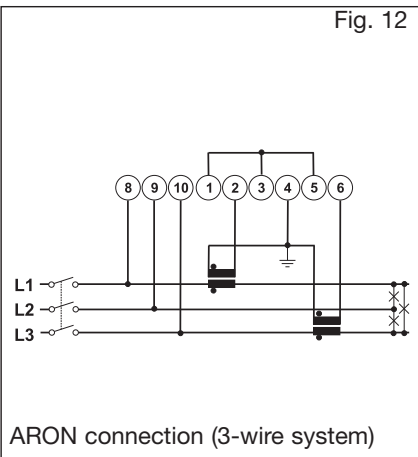 Fig. 12
8 9 10 1 2 3 4 5 6
L1
L2
L3
ARON connection (3-wire system)